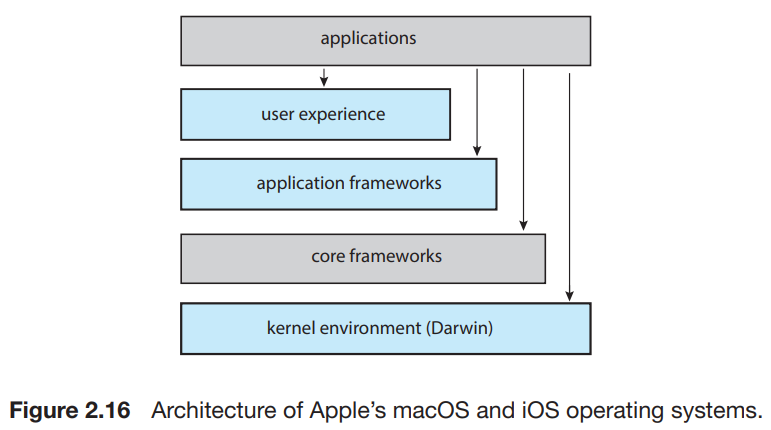 applications
user experience
application frameworks
core frameworks
kernel environment (Darwin)
Figure 2.16 Architecture of Apple’s macOS and iOS operating systems.